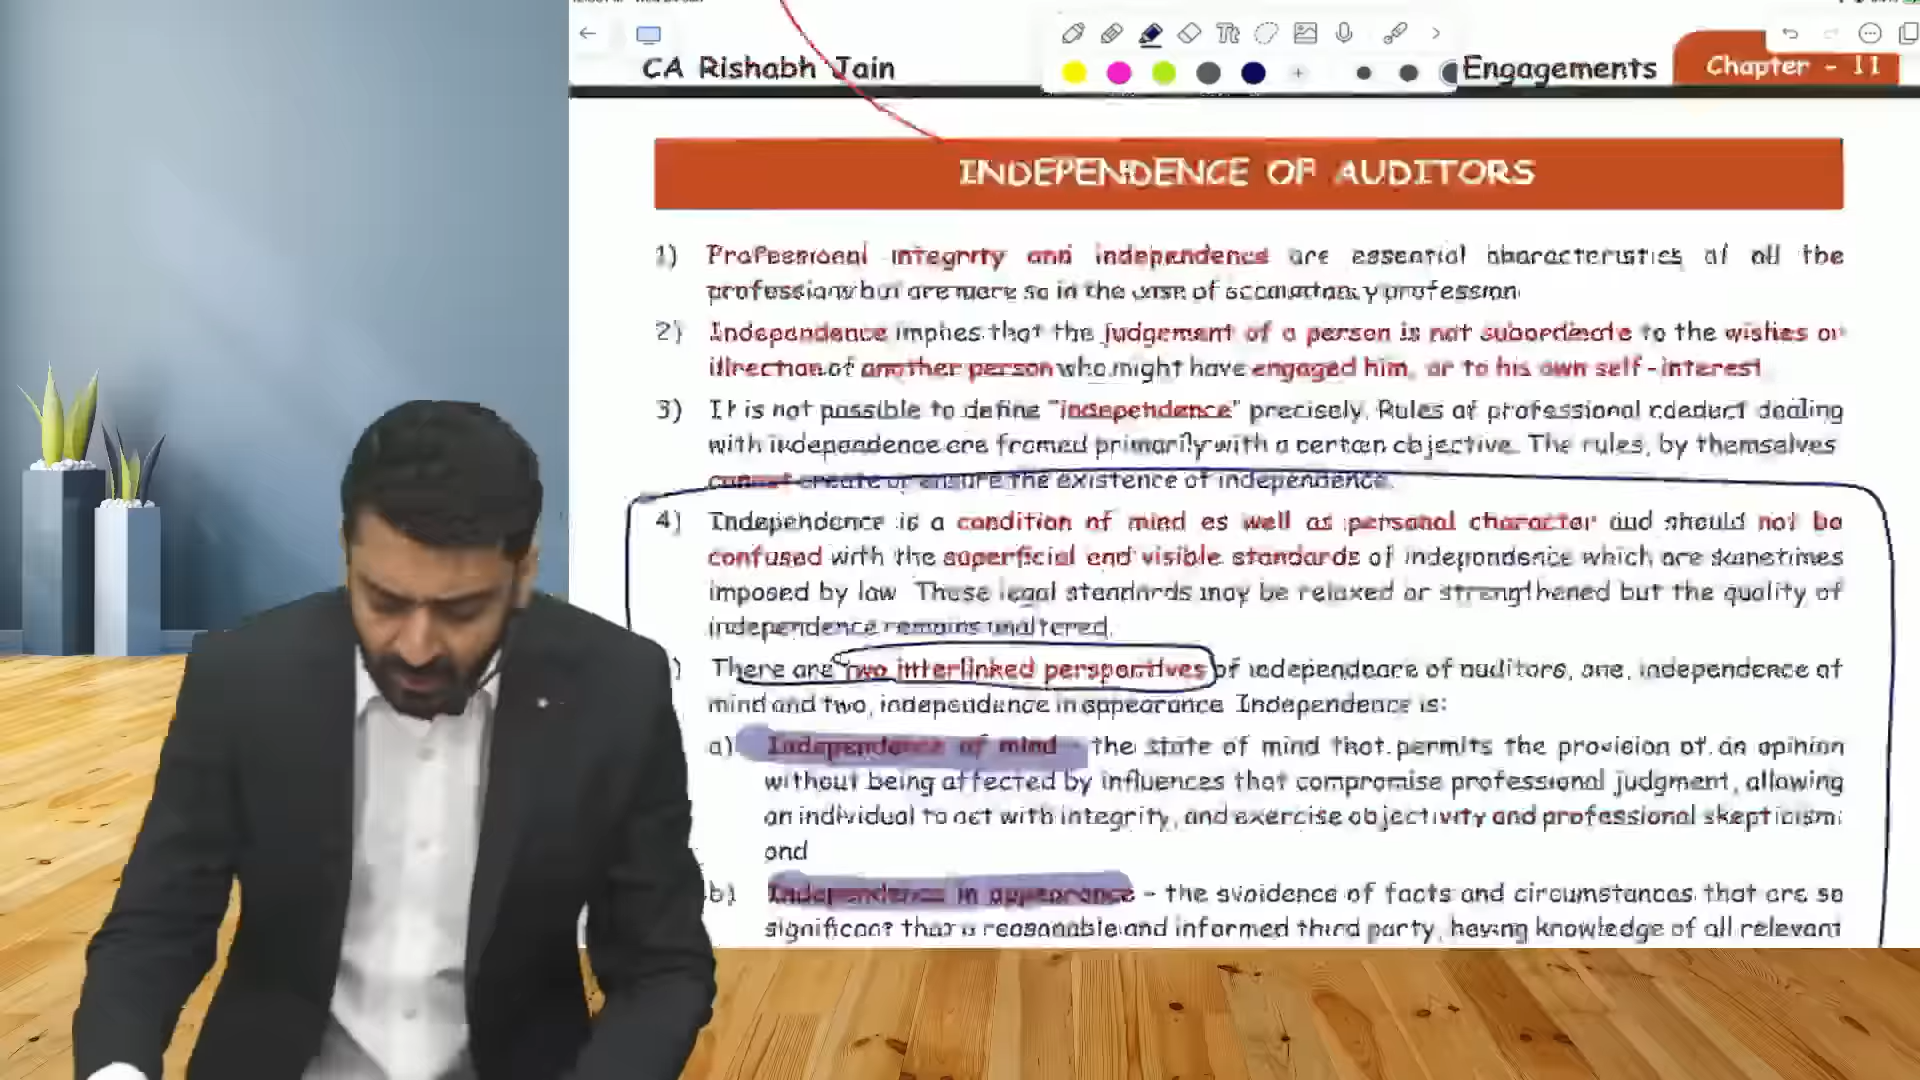 CA Rishabh Jain
Engagements
Chapter - 11
INDEPENDENCE OF AUDITORS
1) Professional integrity and independence are essential characteristics of all the
professions but are more so in the case of accountancy profession
2) Independence implies that the judgement of a person is not subordinate to the wishes or
direction of another person who might have engaged him, or to his own self-interest
3) It is not possible to define "independence" precisely. Rules of professional conduct dealing
with independence are framed primarily with a certain objective. The rules, by themselves
cannot create or ensure the existence of independence.
4) Independence is a condition of mind as well as personal character and should not be
confused with the superficial and visible standards of independence which are sometimes
imposed by law These legal standards may be relaxed or strengthened but the quality of
independence remains unaltered.
) There are two interlinked perspectives of independence of auditors, one, independence of
mind and two, independence in appearance Independence is:
a) Independence of mind - the state of mind that permits the provision of an opinion
without being affected by influences that compromise professional judgment, allowing
an individual to act with integrity, and exercise objectivity and professional skepticism;
and
b) Independence in appearance - the avoidence of facts and circumstances that are so
significant that a reasonable and informed third party, having knowledge of all relevant